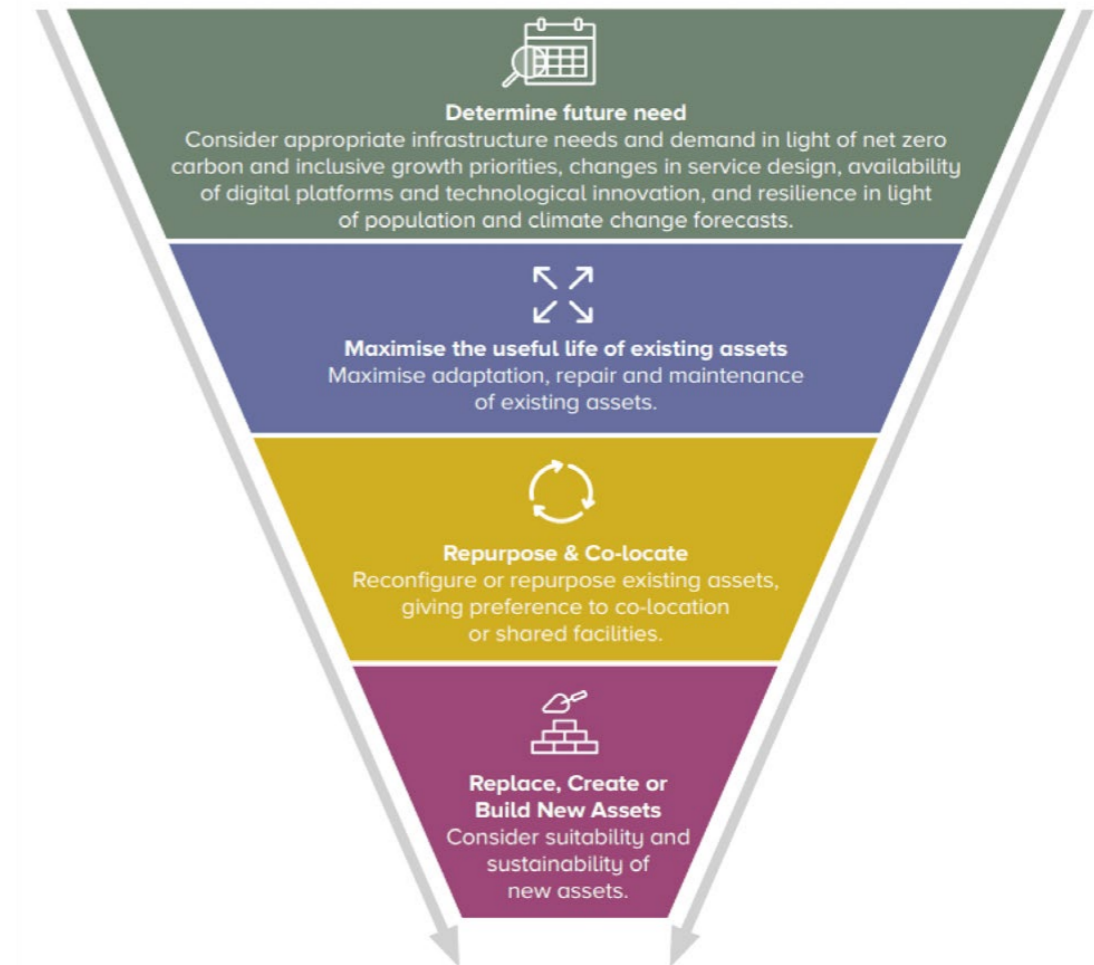 Determine future need
Consider appropriate infrastructure needs and demand in light of net zero
carbon and inclusive growth priorities, changes in service design, availability
of digital platforms and technological innovation, and resilience in light
of population and climate change forecasts.
Maximise the useful life of existing assets
Maximise adaptation, repair and maintenance
of existing assets.
Repurpose & Co-locate
Reconfigure or repurpose existing assets,
giving preference to co-location
or shared facilities.
Replace, Create or
Build New Assets
Consider suitability and
sustainability of
new assets.